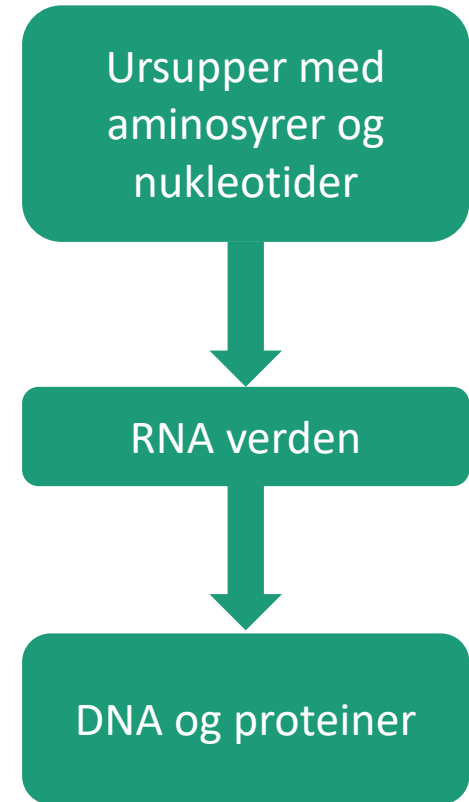 Ursupper med
aminosyrer og
nukleotider
RNA verden
DNA og proteiner